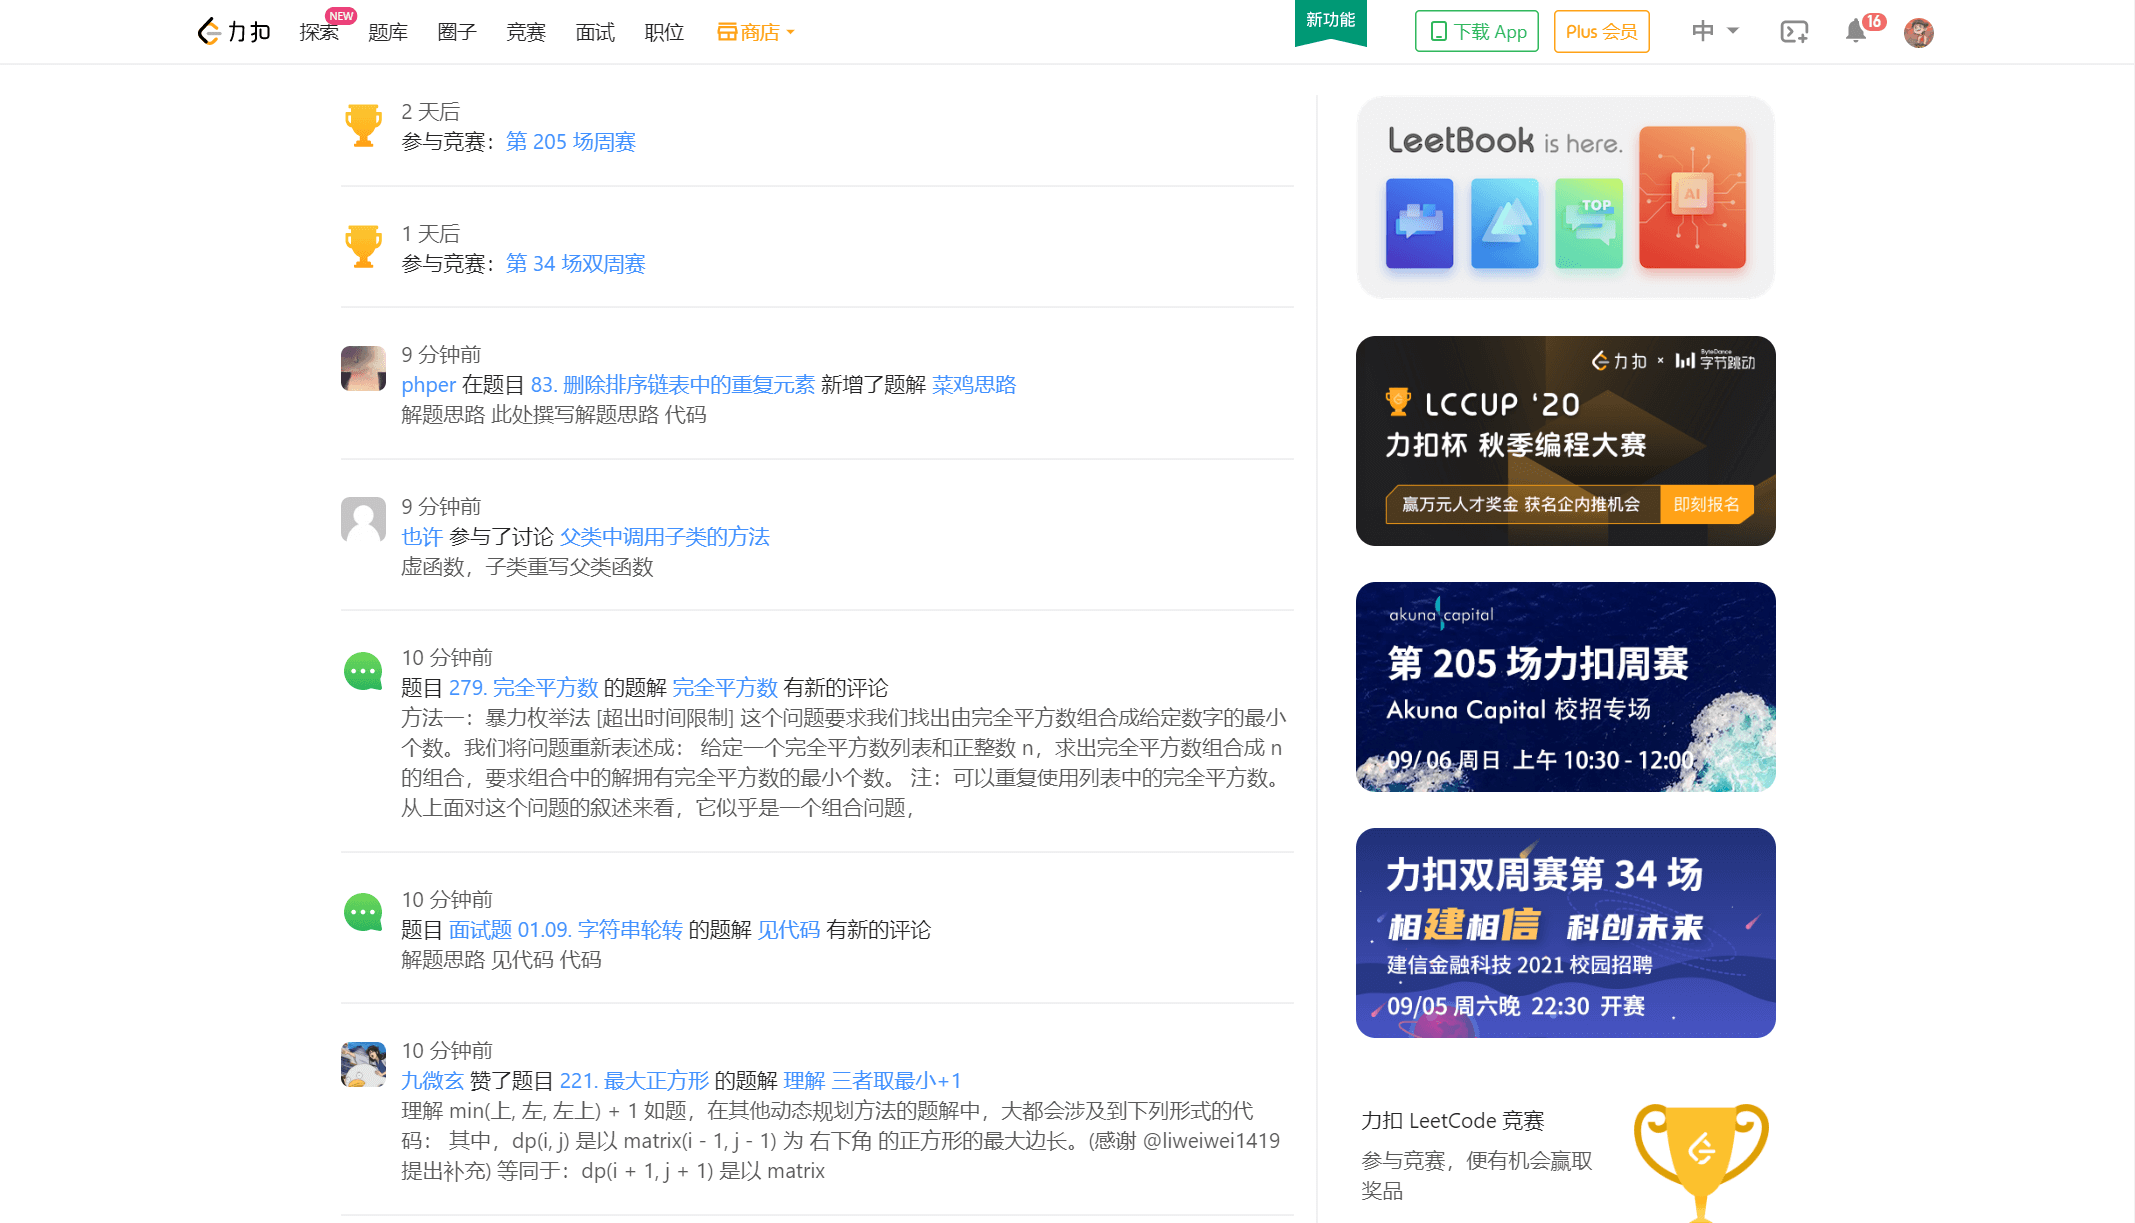 力扣 探索 NEW 题库 圈子 竞赛 面试 职位 商店 新功能 下载 App Plus 会员 中 16
2 天后
参与竞赛：第 205 场周赛
1 天后
参与竞赛：第 34 场双周赛
9 分钟前
phper 在题目 83. 删除排序链表中的重复元素 新增了题解 菜鸡思路
解题思路 此处撰写解题思路 代码
9 分钟前
也许 参与了讨论 父类中调用子类的方法
虚函数，子类重写父类函数
10 分钟前
题目 279. 完全平方数 的题解 完全平方数 有新的评论
方法一：暴力枚举法 [超出时间限制] 这个问题要求我们找出由完全平方数组合成给定数字的最小
个数。我们将问题重新表述成： 给定一个完全平方数列表和正整数 n，求出完全平方数组合成 n
的组合，要求组合中的解拥有完全平方数的最小个数。 注：可以重复使用列表中的完全平方数。
从上面对这个问题的叙述来看，它似乎是一个组合问题，
10 分钟前
题目 面试题 01.09. 字符串轮转 的题解 见代码 有新的评论
解题思路 见代码 代码
10 分钟前
九微玄 赞了题目 221. 最大正方形 的题解 理解 三者取最小+1
理解 min(上, 左, 左上) + 1 如题，在其他动态规划方法的题解中，大都会涉及到下列形式的代
码： 其中，dp(i, j) 是以 matrix(i - 1, j - 1) 为 右下角 的正方形的最大边长。(感谢 @liweiwei1419
提出补充) 等同于：dp(i + 1, j + 1) 是以 matrix
LeetBook is here.
TOP
AI
力扣 × ByteDance 字节跳动
LCCUP ‘20
力扣杯 秋季编程大赛
赢万元人才奖金 获名企内推机会 即刻报名
akuna capital
第 205 场力扣周赛
Akuna Capital 校招专场
09/06 周日 上午 10:30 - 12:00
力扣双周赛第 34 场
相建相信 科创未来
建信金融科技 2021 校园招聘
09/05 周六晚 22:30 开赛
力扣 LeetCode 竞赛
参与竞赛，便有机会赢取
奖品